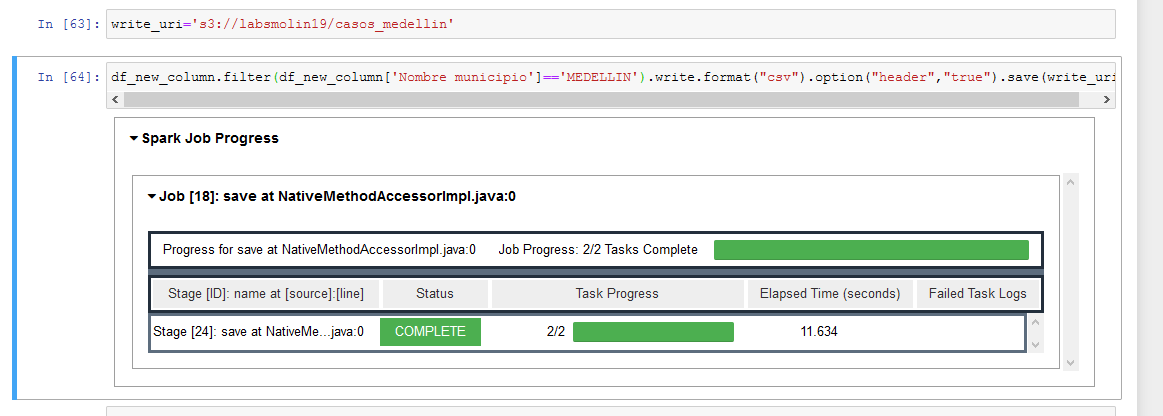 In [63]: write_uri='s3://labsmolin19/casos_medellin'
In [64]: df_new_column.filter(df_new_column['Nombre municipio']=='MEDELLIN').write.format("csv").option("header","true").save(write_uri
Spark Job Progress
Job [18]: save at NativeMethodAccessorImpl.java:0
Progress for save at NativeMethodAccessorImpl.java:0 Job Progress: 2/2 Tasks Complete
Stage [ID]: name at [source]:[line] Status Task Progress Elapsed Time (seconds) Failed Task Logs
Stage [24]: save at NativeMe...java:0 COMPLETE 2/2 11.634